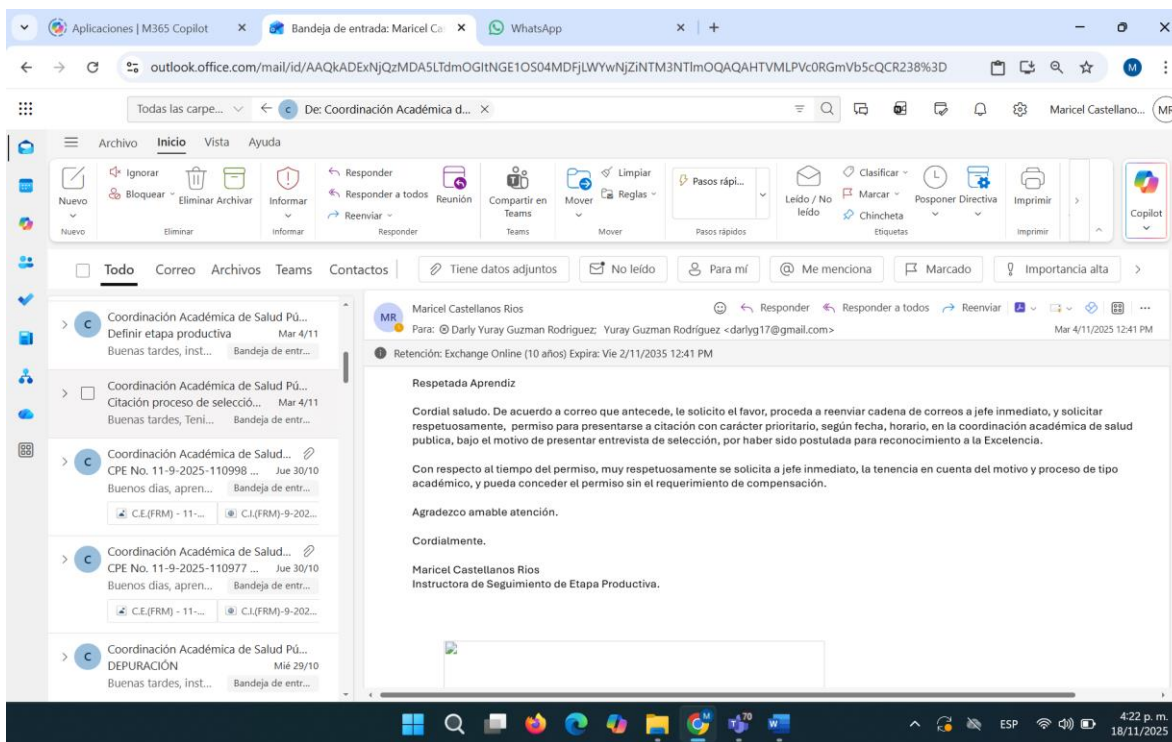 Aplicaciones | M365 Copilot
Bandeja de entrada: Maricel Ca
WhatsApp
outlook.office.com/mail/id/AAQkADExNjQzMDA5LTdmOGItNGE1OS04MDFjLWYwNjZiNTM3NTlmOQAQAHTVMLPVc0RGmVb5cQCR238%3D
M
Todas las carpe...
C De: Coordinación Académica d...
Maricel Castellano...
Archivo Inicio Vista Ayuda
Nuevo
Ignorar
Bloquear
Eliminar Archivar
Informar
Responder
Responder a todos
Reenviar
Reunión
Compartir en Teams
Mover
Limpiar
Reglas
Pasos rápi...
Leído / No leído
Clasificar
Marcar
Chincheta
Posponer Directiva
Imprimir
Copilot
Nuevo Eliminar Informar Responder Teams Mover Pasos rápidos Etiquetas Imprimir
Todo Correo Archivos Teams Contactos
Tiene datos adjuntos No leído Para mí Me menciona Marcado Importancia alta
C
Coordinación Académica de Salud Pú...
Definir etapa productiva Mar 4/11
Buenas tardes, inst... Bandeja de entr...
Coordinación Académica de Salud Pú...
Citación proceso de selecció... Mar 4/11
Buenas tardes, Teni... Bandeja de entr...
C
Coordinación Académica de Salud...
CPE No. 11-9-2025-110998 ... Jue 30/10
Buenos días, apren... Bandeja de entr...
C.E.(FRM) - 11-... C.I.(FRM)-9-202...
C
Coordinación Académica de Salud...
CPE No. 11-9-2025-110977 ... Jue 30/10
Buenos días, apren... Bandeja de entr...
C.E.(FRM) - 11-... C.I.(FRM)-9-202...
C
Coordinación Académica de Salud Pú...
DEPURACIÓN Mié 29/10
Buenas tardes, inst... Bandeja de entr...
MR
Maricel Castellanos Rios
Responder Responder a todos Reenviar
Para: Darly Yuray Guzman Rodriguez; Yuray Guzman Rodríguez <darlyg17@gmail.com>
Mar 4/11/2025 12:41 PM
Retención: Exchange Online (10 años) Expira: Vie 2/11/2035 12:41 PM
Respetada Aprendiz
Cordial saludo. De acuerdo a correo que antecede, le solicito el favor, proceda a reenviar cadena de correos a jefe inmediato, y solicitar
respetuosamente, permiso para presentarse a citación con carácter prioritario, según fecha, horario, en la coordinación académica de salud
publica, bajo el motivo de presentar entrevista de selección, por haber sido postulada para reconocimiento a la Excelencia.
Con respecto al tiempo del permiso, muy respetuosamente se solicita a jefe inmediato, la tenencia en cuenta del motivo y proceso de tipo
académico, y pueda conceder el permiso sin el requerimiento de compensación.
Agradezco amable atención.
Cordialmente.
Maricel Castellanos Rios
Instructora de Seguimiento de Etapa Productiva.
70
ESP
4:22 p. m.
18/11/2025